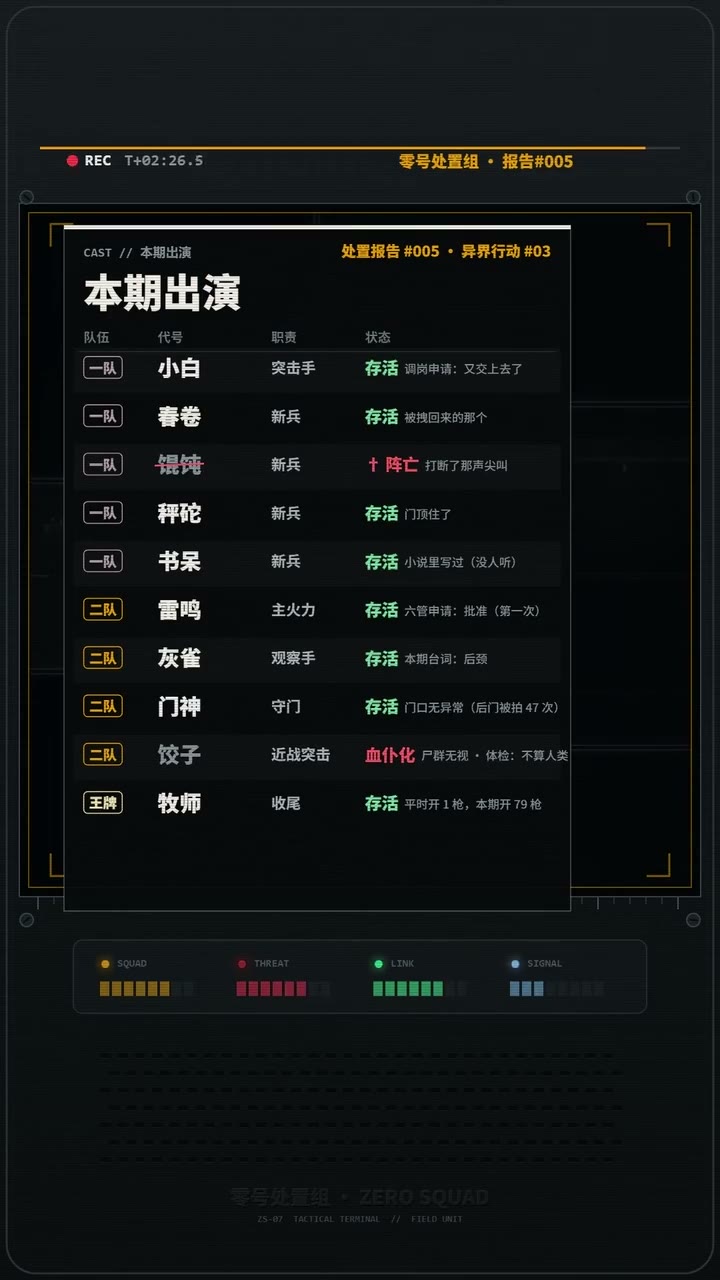 REC T+02:26.5 零号处置组 · 报告#005
CAST // 本期出演 处置报告 #005 · 异界行动 #03
本期出演
队伍 代号 职责 状态
一队 小白 突击手 存活 调岗申请：又交上去了
一队 春卷 新兵 存活 被拽回来的那个
一队 馄饨 新兵 † 阵亡 打断了那声尖叫
一队 秤砣 新兵 存活 门顶住了
一队 书呆 新兵 存活 小说里写过（没人听）
二队 雷鸣 主火力 存活 六管申请：批准（第一次）
二队 灰雀 观察手 存活 本期台词：后颈
二队 门神 守门 存活 门口无异常（后门被拍 47 次）
二队 饺子 近战突击 血仆化 尸群无视 · 体检：不算人类
王牌 牧师 收尾 存活 平时开 1 枪，本期开 79 枪
SQUAD THREAT LINK SIGNAL
零号处置组 · ZERO SQUAD
ZS-07 TACTICAL TERMINAL // FIELD UNIT